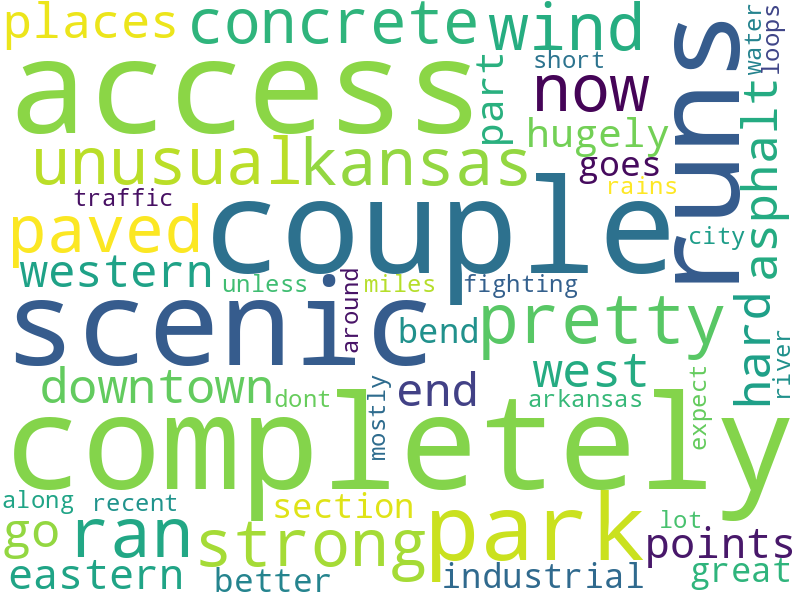 places
concrete
wind
runs
water
loops
access
part
short
now
asphalt
unusual
kansas
hugely
goes
rains
traffic
paved
couple
city
western
unless
around
miles
fighting
scenic
bend
pretty
hard
river
downtown
dont
mostly
end
west
arkansas
expect
completely
along
recent
section
park
lot
go
ran
strong
points
eastern
better
industrial
great